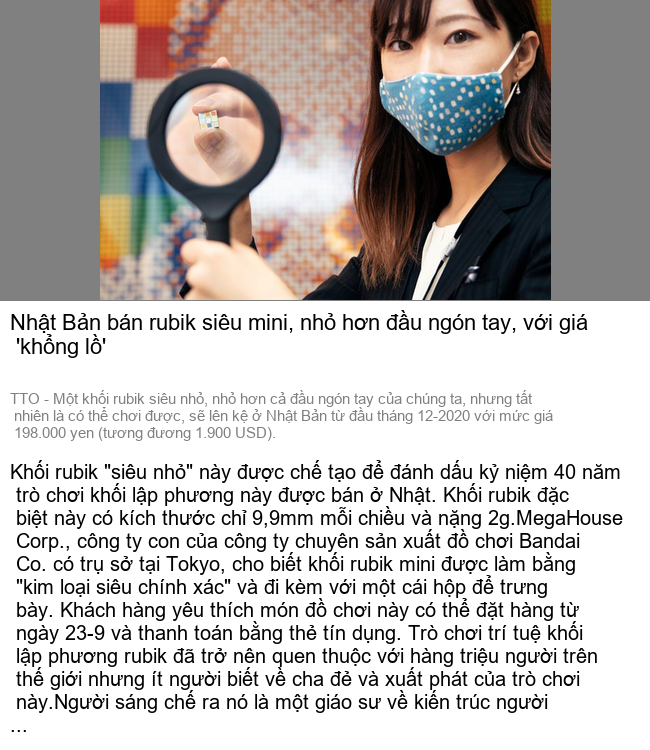 Nhật Bản bán rubik siêu mini, nhỏ hơn đầu ngón tay, với giá
'khổng lồ'
TTO - Một khối rubik siêu nhỏ, nhỏ hơn cả đầu ngón tay của chúng ta, nhưng tất
nhiên là có thể chơi được, sẽ lên kệ ở Nhật Bản từ đầu tháng 12-2020 với mức giá
198.000 yen (tương đương 1.900 USD).
Khối rubik "siêu nhỏ" này được chế tạo để đánh dấu kỷ niệm 40 năm
trò chơi khối lập phương này được bán ở Nhật. Khối rubik đặc
biệt này có kích thước chỉ 9,9mm mỗi chiều và nặng 2g.MegaHouse
Corp., công ty con của công ty chuyên sản xuất đồ chơi Bandai
Co. có trụ sở tại Tokyo, cho biết khối rubik mini được làm bằng
"kim loại siêu chính xác" và đi kèm với một cái hộp để trưng
bày. Khách hàng yêu thích món đồ chơi này có thể đặt hàng từ
ngày 23-9 và thanh toán bằng thẻ tín dụng. Trò chơi trí tuệ khối
lập phương rubik đã trở nên quen thuộc với hàng triệu người trên
thế giới nhưng ít người biết về cha đẻ và xuất phát của trò chơi
này.Người sáng chế ra nó là một giáo sư về kiến trúc người
...